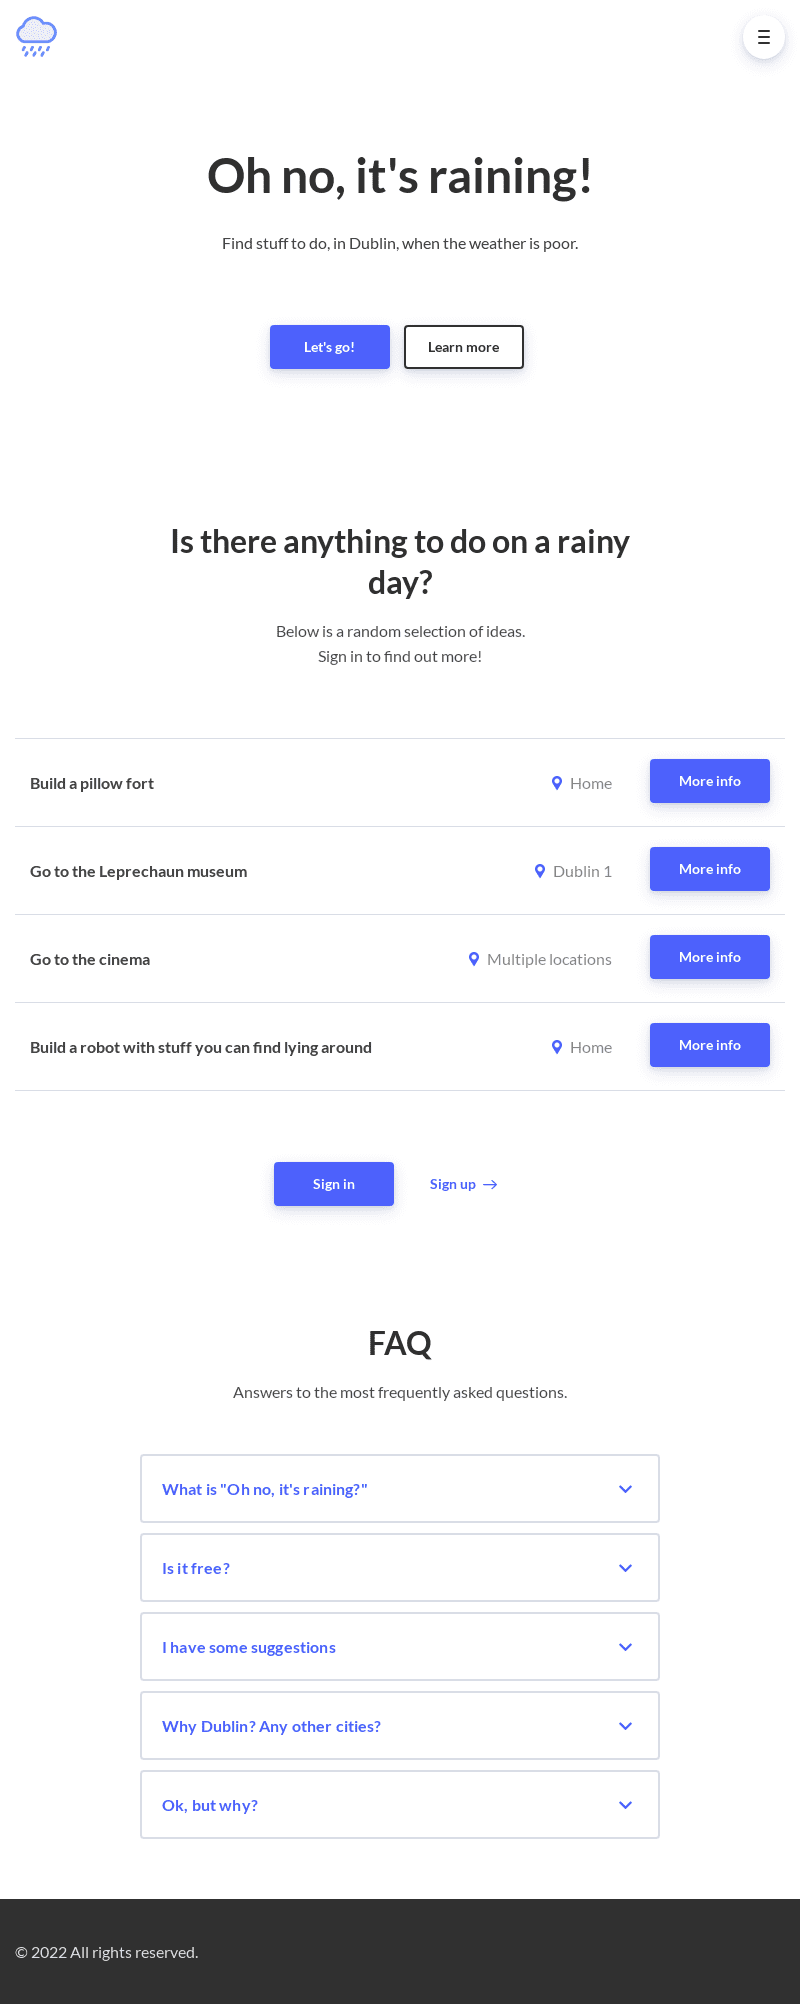 Oh no, it's raining!
Find stuff to do, in Dublin, when the weather is poor.
Let's go!
Learn more
Is there anything to do on a rainy
day?
Below is a random selection of ideas.
Sign in to find out more!
Build a pillow fort
Home
More info
Go to the Leprechaun museum
Dublin 1
More info
Go to the cinema
Multiple locations
More info
Build a robot with stuff you can find lying around
Home
More info
Sign in
Sign up
FAQ
Answers to the most frequently asked questions.
What is "Oh no, it's raining?"
Is it free?
I have some suggestions
Why Dublin? Any other cities?
Ok, but why?
© 2022 All rights reserved.